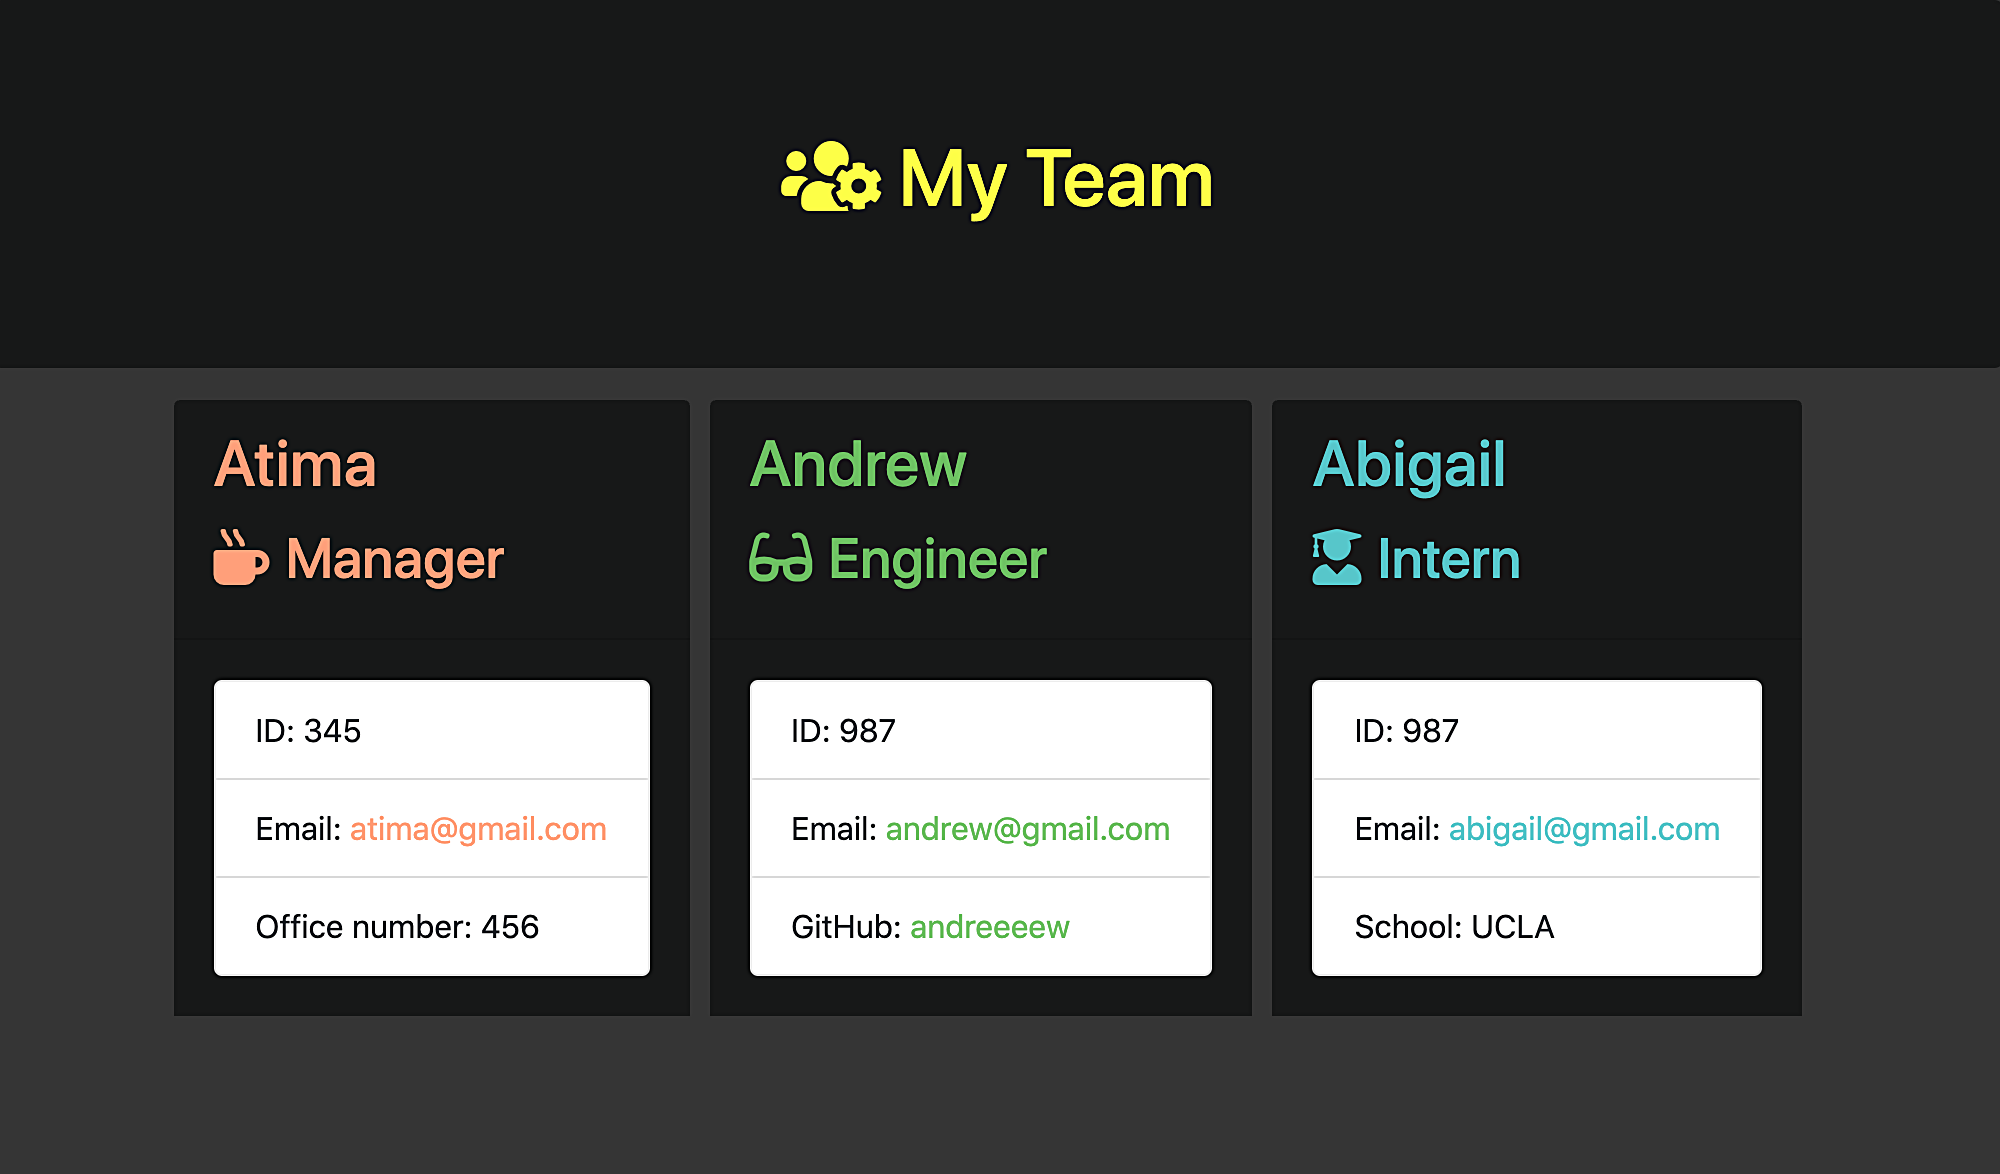 My Team
Atima
Manager
ID: 345
Email: atima@gmail.com
Office number: 456
Andrew
Engineer
ID: 987
Email: andrew@gmail.com
GitHub: andreeeew
Abigail
Intern
ID: 987
Email: abigail@gmail.com
School: UCLA